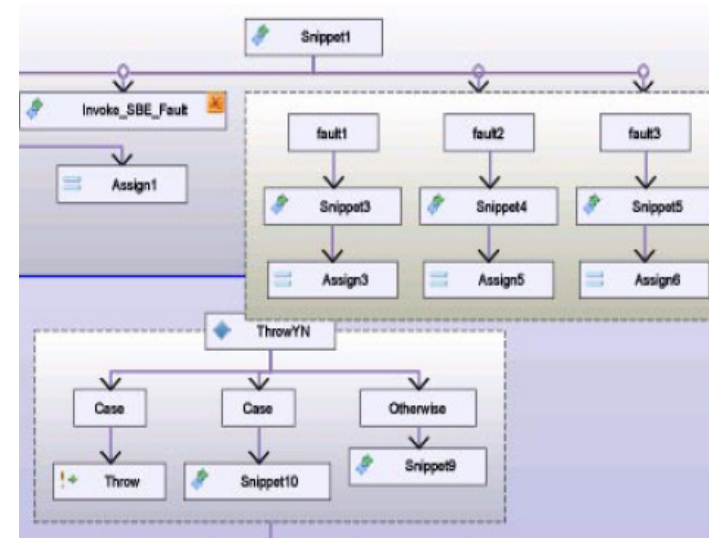 Snippet1
Invoke_SBE_Fault
fault1
fault2
fault3
Assign1
Snippet3
Snippet4
Snippet5
Assign3
Assign5
Assign6
ThrowYN
Case
Case
Otherwise
Throw
Snippet10
Snippet9